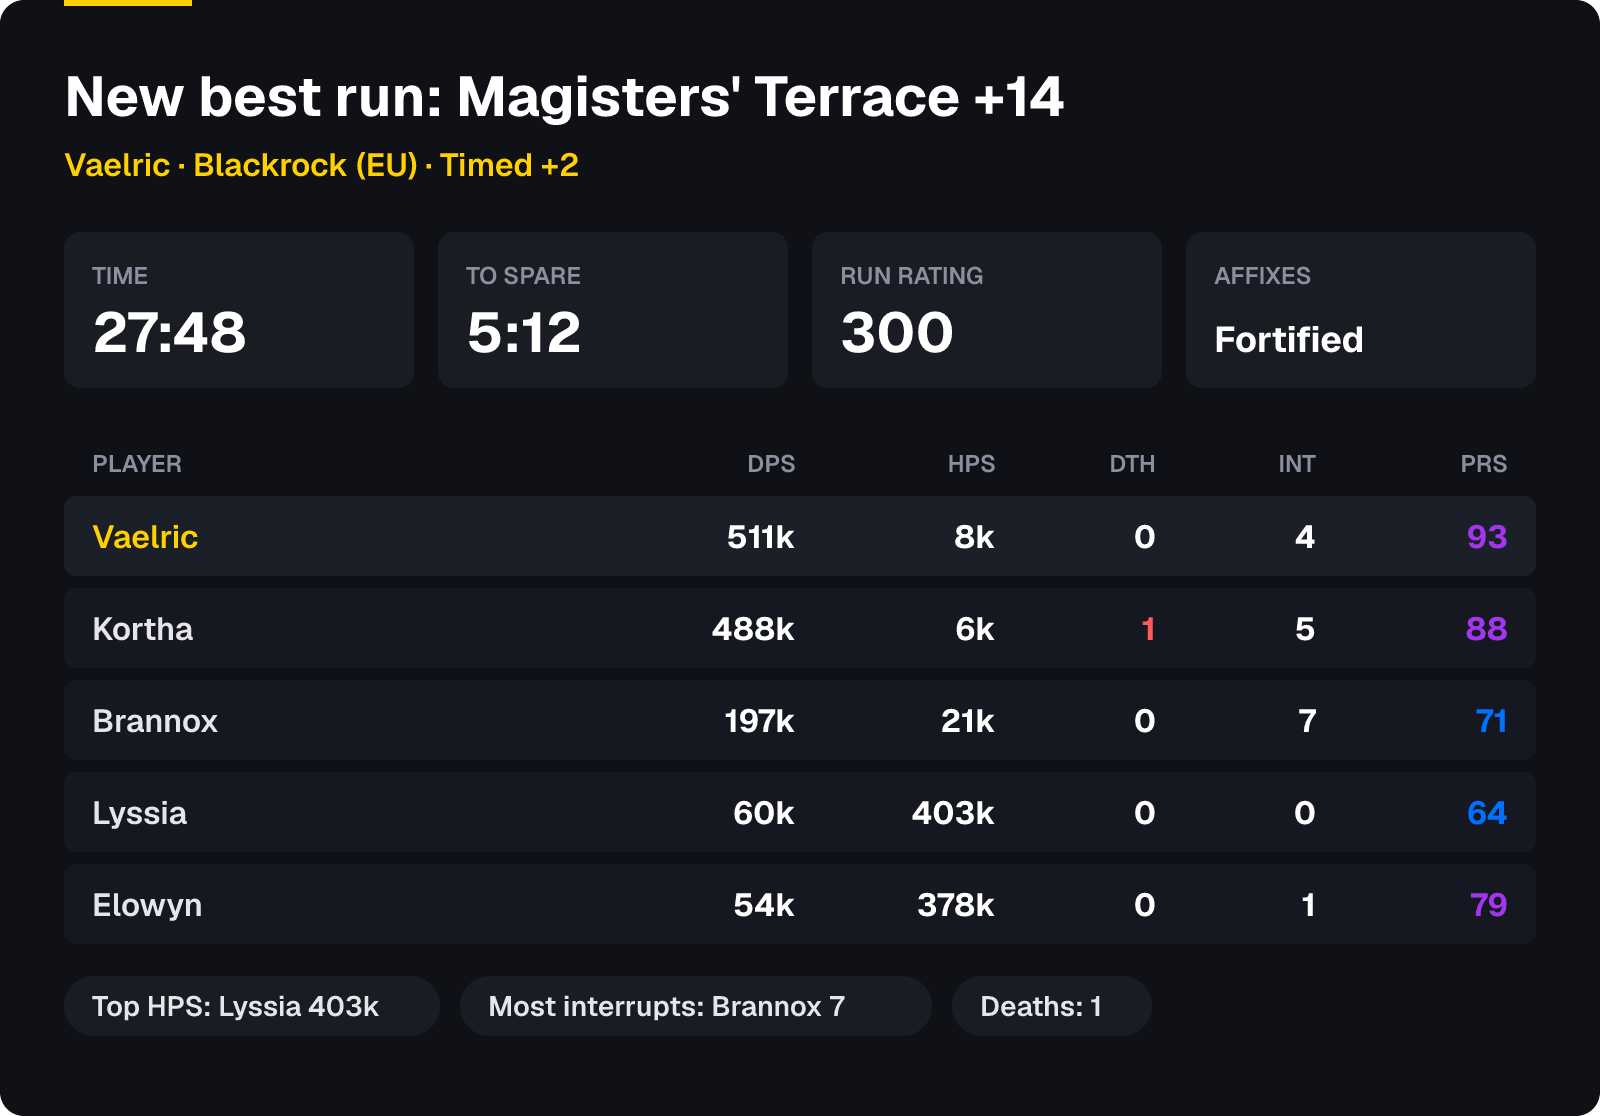 New best run: Magisters' Terrace +14
Vaelric · Blackrock (EU) · Timed +2
TIME TO SPARE RUN RATING AFFIXES
27:48 5:12 300 Fortified
PLAYER DPS HPS DTH INT PRS
Vaelric 511k 8k 0 4 93
Kortha 488k 6k 1 5 88
Brannox 197k 21k 0 7 71
Lyssia 60k 403k 0 0 64
Elowyn 54k 378k 0 1 79
Top HPS: Lyssia 403k Most interrupts: Brannox 7 Deaths: 1